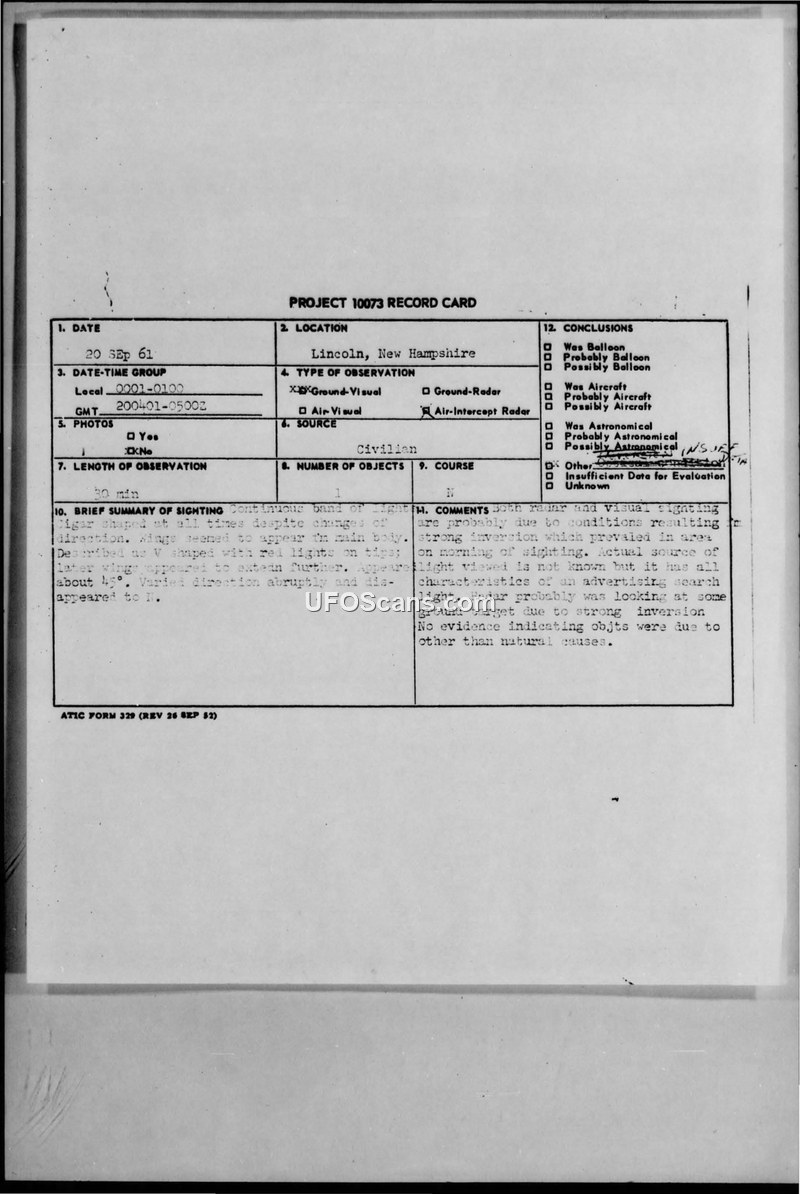 PROJECT 10073 RECORD CARD
1. DATE
20 SEp 61
2. LOCATION
Lincoln, New Hampshire
12. CONCLUSIONS
□ Was Balloon
□ Probably Balloon
□ Possibly Balloon
□ Was Aircraft
□ Probably Aircraft
□ Possibly Aircraft
□ Was Astronomical
□ Probably Astronomical
□ Possibly Astronomical
□ Other
INSUFF
□ Insufficient Data for Evaluation
□ Unknown
3. DATE-TIME GROUP
Local 0001-0100
GMT 200401-0500Z
4. TYPE OF OBSERVATION
Ground-Visual
□ Ground-Radar
□ Air-Visual
Air-Intercept Radar
5. PHOTOS
□ Yes
No
6. SOURCE
Civilian
7. LENGTH OF OBSERVATION
30 min
8. NUMBER OF OBJECTS
1
9. COURSE
N
10. BRIEF SUMMARY OF SIGHTING Continuous band of light
Cigar shaped at all times despite changes of
direction. Wings seemed to appear main body.
Described as V shaped with red lights on tips;
later wings appeared to extend further. Appeare
about 45°. Varied direction abruptly and dis-
appeared to N.
11. COMMENTS Both radar and visual sighting
are probably due to conditions resulting
strong inversion which prevaled in area
on morning of sighting. Actual source of
light viewed is not known but it has all
characteristics of an advertising search
light. Radar probably was looking at some
ground target due to strong inversion
No evidence indicating objts were due to
other than natural causes.
ATIC FORM 329 (REV 26 SEP 52)
UFOScans.com